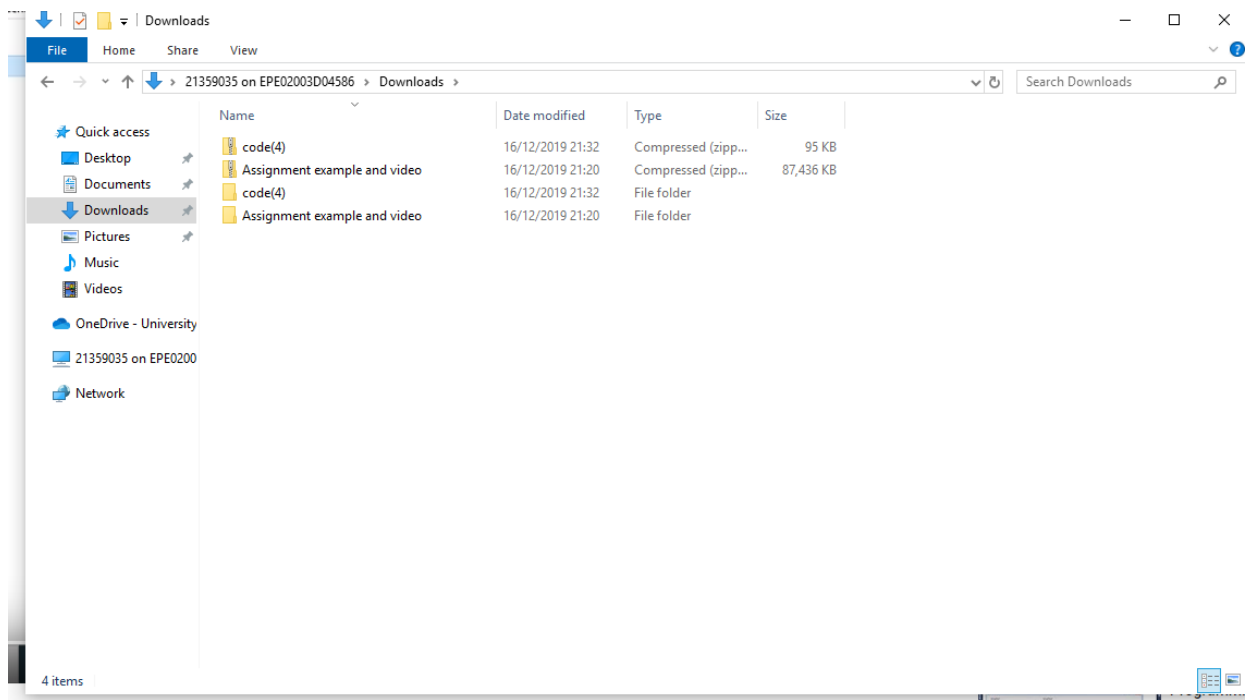 Downloads
File Home Share View
21359035 on EPE02003D04586 > Downloads >
Search Downloads
Name Date modified Type Size
Quick access
Desktop
Documents
Downloads
Pictures
Music
Videos
OneDrive - University
21359035 on EPE0200
Network
code(4) 16/12/2019 21:32 Compressed (zipp... 95 KB
Assignment example and video 16/12/2019 21:20 Compressed (zipp... 87,436 KB
code(4) 16/12/2019 21:32 File folder
Assignment example and video 16/12/2019 21:20 File folder
4 items